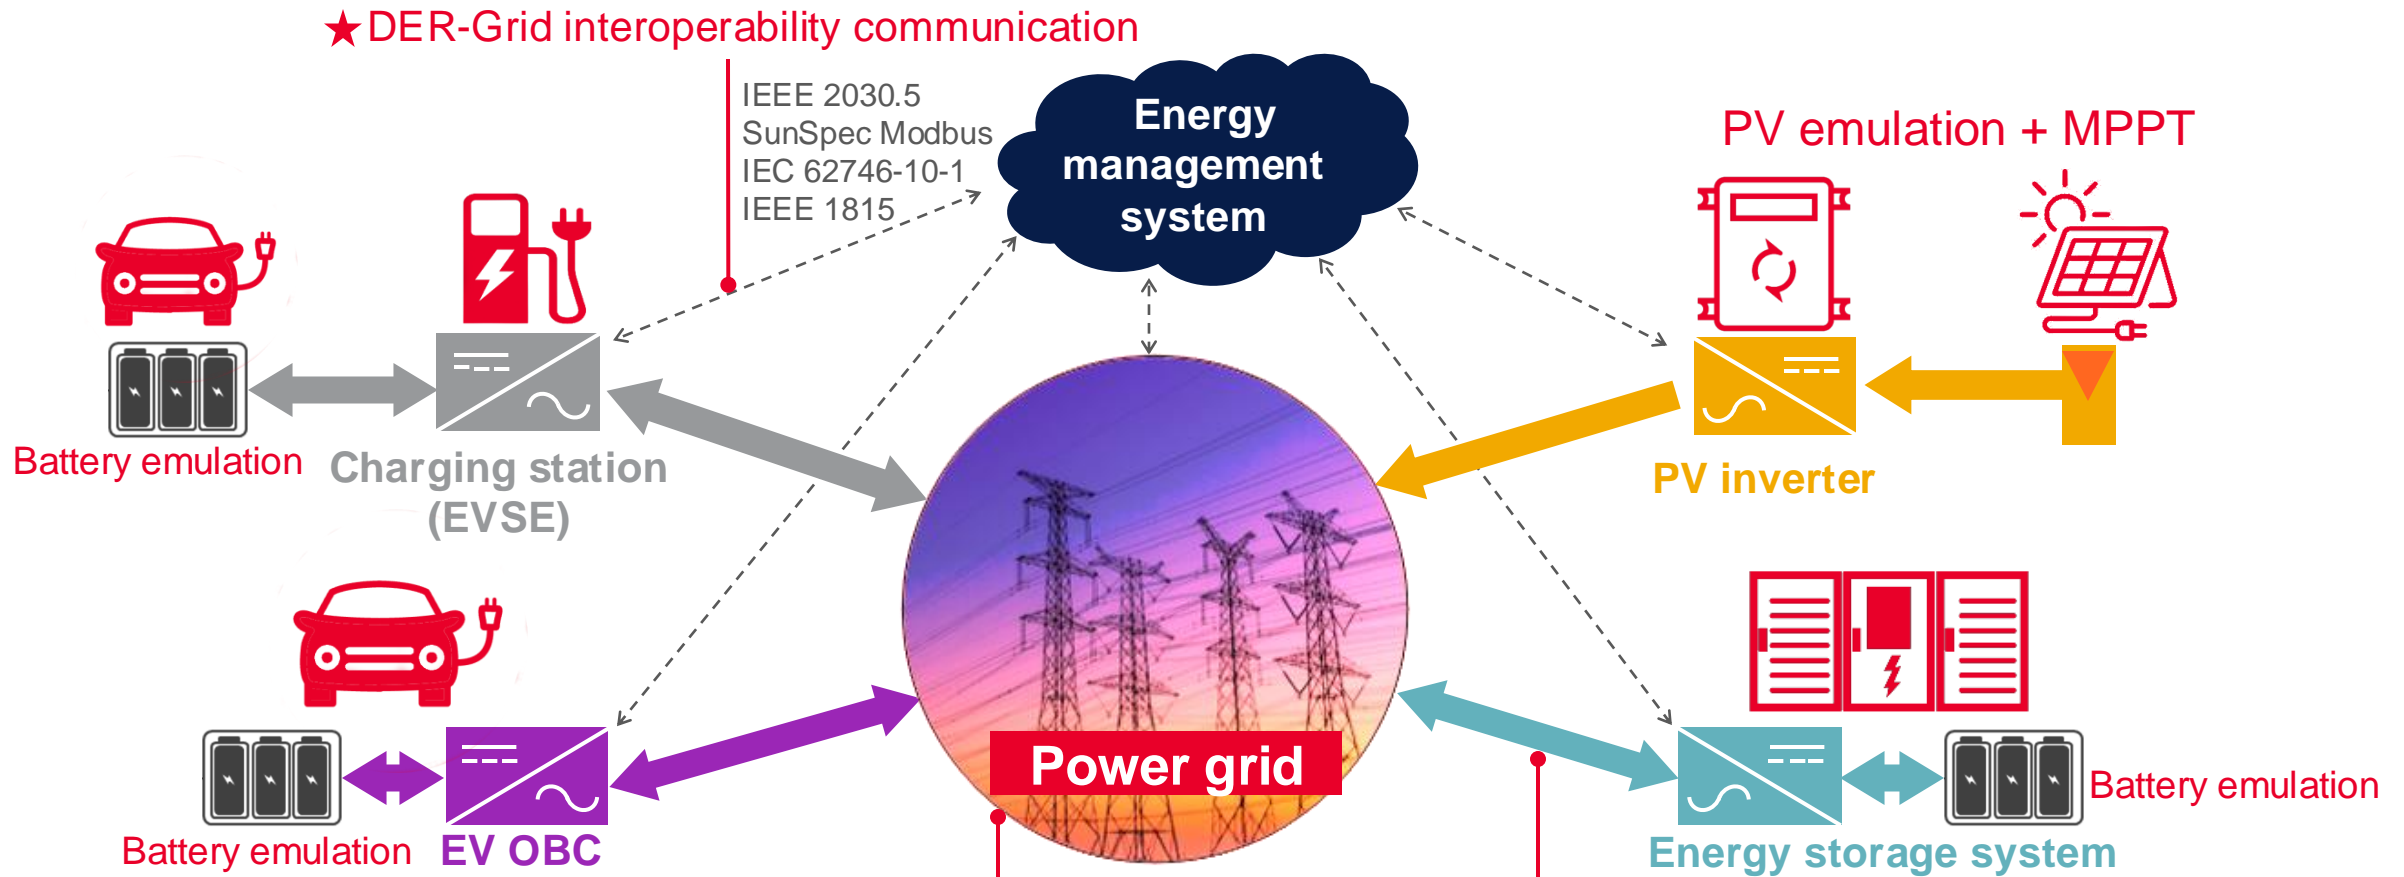 ★DER-Grid interoperability communication
IEEE 2030.5
SunSpec Modbus
IEC 62746-10-1
IEEE 1815
Energy
management
system
PV emulation + MPPT
Battery emulation
Charging station
(EVSE)
PV inverter
Power grid
Battery emulation
EV OBC
Battery emulation
Energy storage system